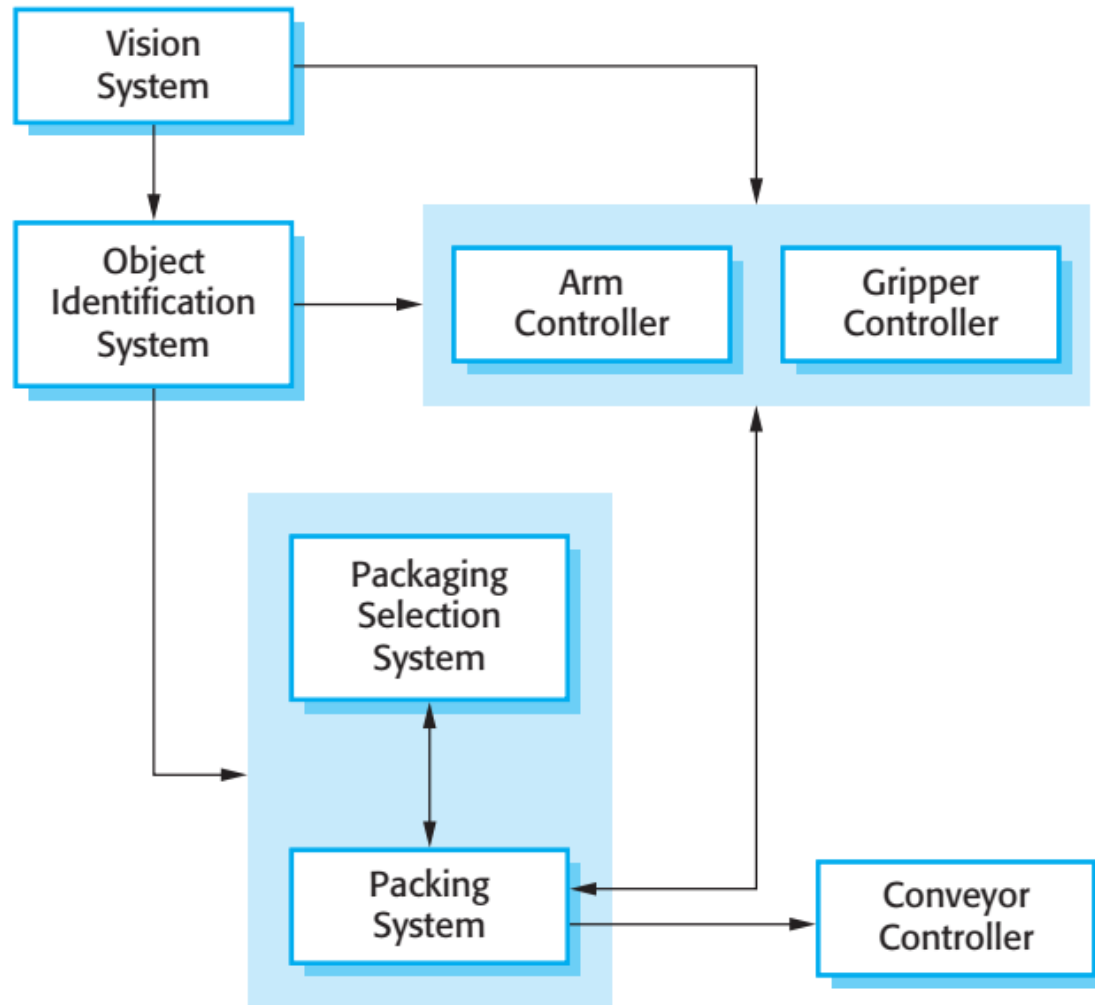 Vision
System
Object
Identification
System
Arm
Controller
Gripper
Controller
Packaging
Selection
System
Packing
System
Conveyor
Controller